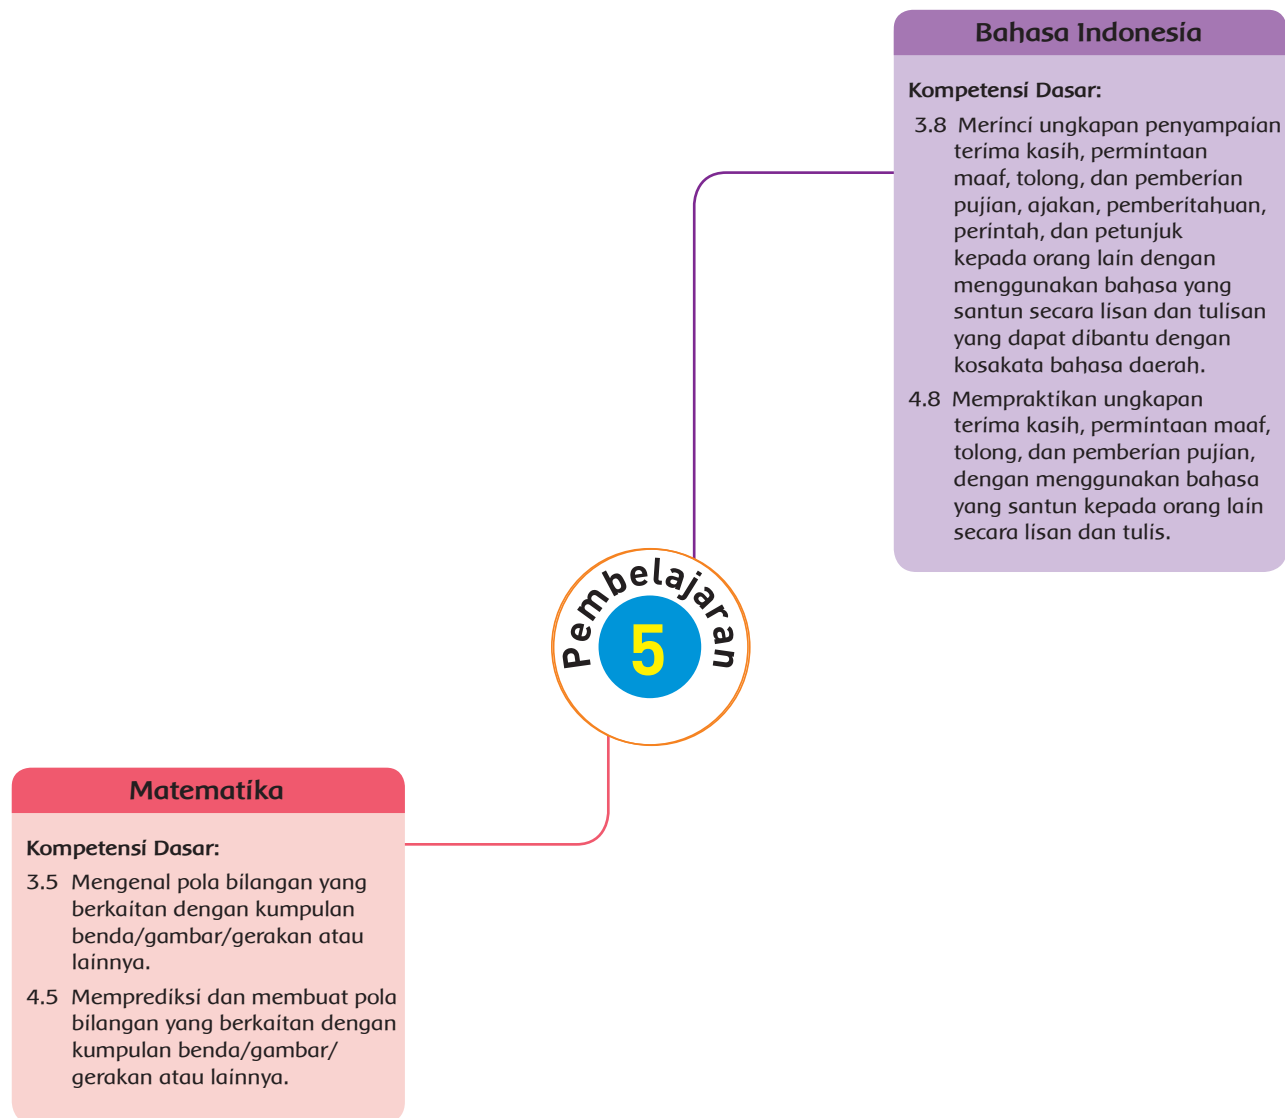 Bahasa Indonesia
Kompetensi Dasar:
3.8 Merinci ungkapan penyampaian
terima kasih, permintaan
maaf, tolong, dan pemberian
pujian, ajakan, pemberitahuan,
perintah, dan petunjuk
kepada orang lain dengan
menggunakan bahasa yang
santun secara lisan dan tulisan
yang dapat dibantu dengan
kosakata bahasa daerah.
4.8 Mempraktikan ungkapan
terima kasih, permintaan maaf,
tolong, dan pemberian pujian,
dengan menggunakan bahasa
yang santun kepada orang lain
secara lisan dan tulis.
Pembelajaran
5
Matematika
Kompetensi Dasar:
3.5 Mengenal pola bilangan yang
berkaitan dengan kumpulan
benda/gambar/gerakan atau
lainnya.
4.5 Memprediksi dan membuat pola
bilangan yang berkaitan dengan
kumpulan benda/gambar/
gerakan atau lainnya.